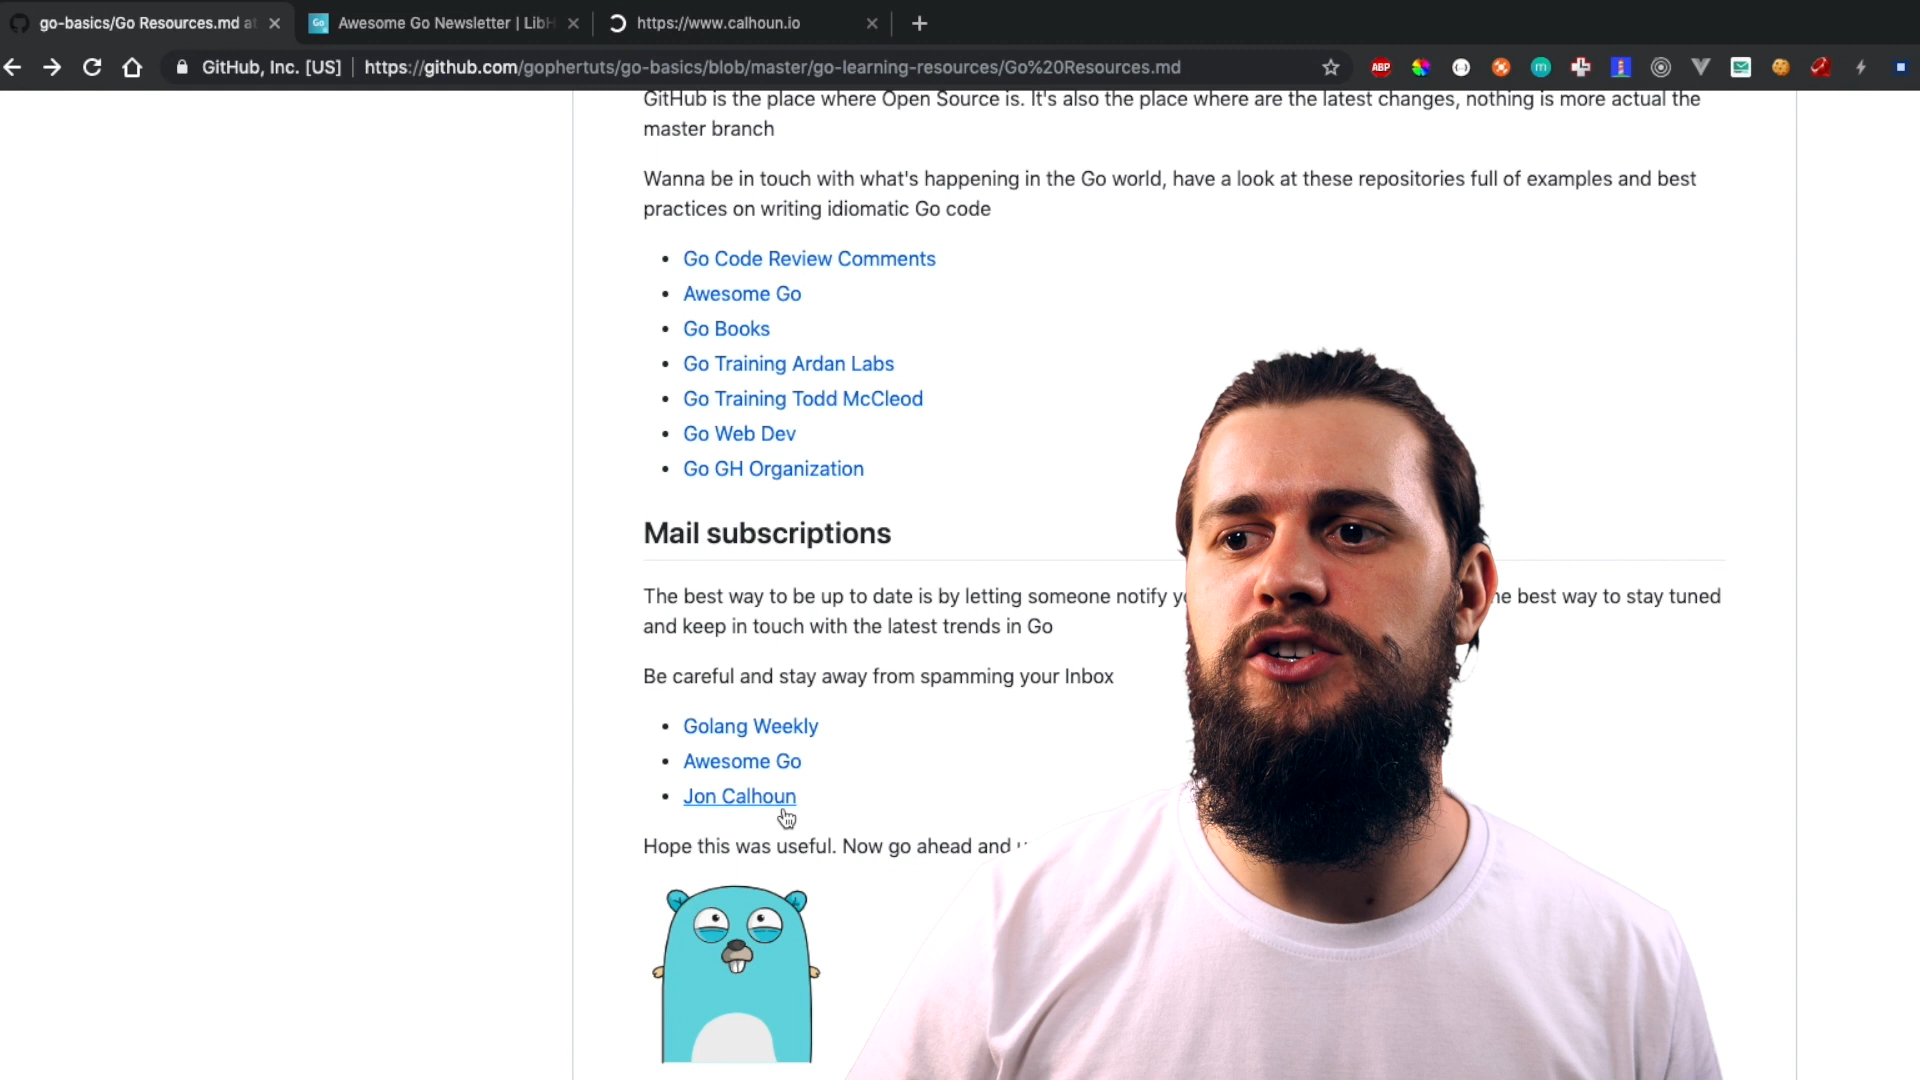 go-basics/Go Resources.md at
Awesome Go Newsletter | LibH
https://www.calhoun.io
GitHub, Inc. [US]
https://github.com/gophertuts/go-basics/blob/master/go-learning-resources/Go%20Resources.md
ABP
m
GitHub is the place where Open Source is. It's also the place where are the latest changes, nothing is more actual the
master branch
Wanna be in touch with what's happening in the Go world, have a look at these repositories full of examples and best
practices on writing idiomatic Go code
• Go Code Review Comments
• Awesome Go
• Go Books
• Go Training Ardan Labs
• Go Training Todd McCleod
• Go Web Dev
• Go GH Organization
Mail subscriptions
The best way to be up to date is by letting someone notify best way to stay tuned
and keep in touch with the latest trends in Go
Be careful and stay away from spamming your Inbox
• Golang Weekly
• Awesome Go
• Jon Calhoun
Hope this was useful. Now go ahead and